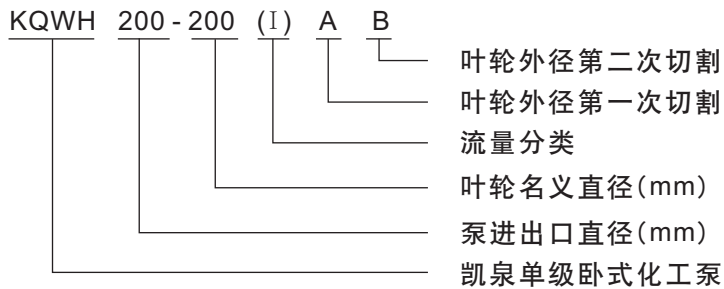 KQWH 200-200 (I) A B
叶轮外径第二次切割
叶轮外径第一次切割
流量分类
叶轮名义直径(mm)
泵进出口直径(mm)
凯泉单级卧式化工泵